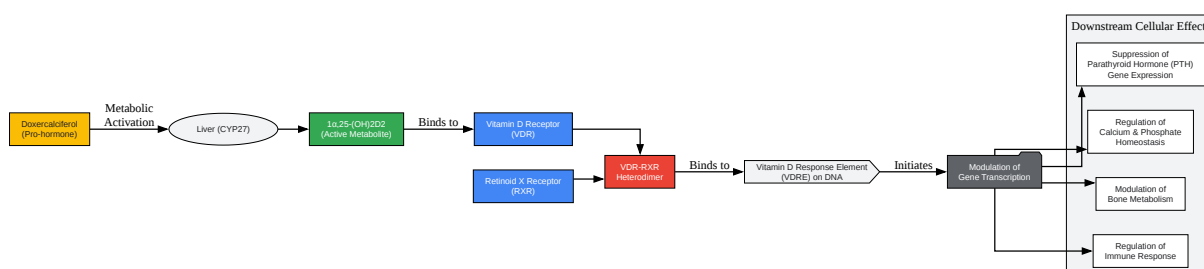 Doxercalciferol
(Pro-hormone)
Metabolic
Activation
Liver (CYP27)
1α,25-(OH)2D2
(Active Metabolite)
Binds to
Vitamin D Receptor
(VDR)
Retinoid X Receptor
(RXR)
VDR-RXR
Heterodimer
Binds to
Vitamin D Response Element
(VDRE) on DNA
Initiates
Modulation of
Gene Transcription
Downstream Cellular Effect
Suppression of
Parathyroid Hormone (PTH)
Gene Expression
Regulation of
Calcium & Phosphate
Homeostasis
Modulation of
Bone Metabolism
Regulation of
Immune Response